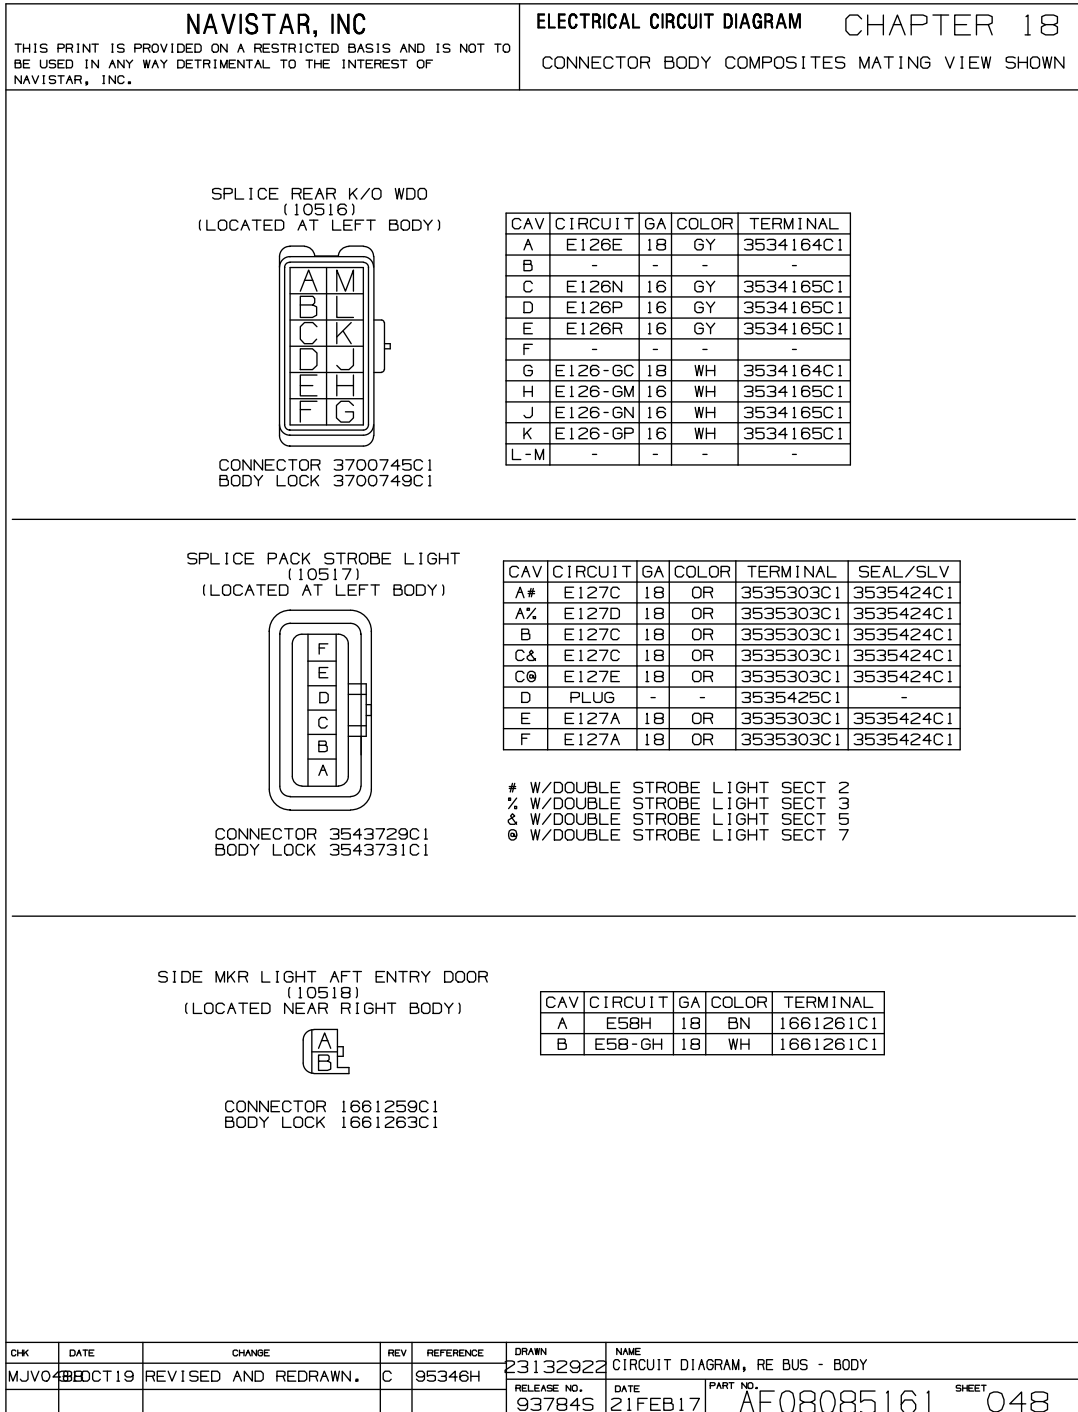 NAVISTAR, INC
THIS PRINT IS PROVIDED ON A RESTRICTED BASIS AND IS NOT TO
BE USED IN ANY WAY DETRIMENTAL TO THE INTEREST OF
NAVISTAR, INC.
ELECTRICAL CIRCUIT DIAGRAM CHAPTER 18
CONNECTOR BODY COMPOSITES MATING VIEW SHOWN
SPLICE REAR K/O WDO
(10516)
(LOCATED AT LEFT BODY)
A M
B L
C K
D J
E H
F G
CONNECTOR 3700745C1
BODY LOCK 3700749C1
CAV CIRCUIT GA COLOR TERMINAL
A E126E 18 GY 3534164C1
B - - - -
C E126N 16 GY 3534165C1
D E126P 16 GY 3534165C1
E E126R 16 GY 3534165C1
F - - - -
G E126-GC 18 WH 3534164C1
H E126-GM 16 WH 3534165C1
J E126-GN 16 WH 3534165C1
K E126-GP 16 WH 3534165C1
L-M - - - -
SPLICE PACK STROBE LIGHT
(10517)
(LOCATED AT LEFT BODY)
F
E
D
C
B
A
CONNECTOR 3543729C1
BODY LOCK 3543731C1
CAV CIRCUIT GA COLOR TERMINAL SEAL/SLV
A# E127C 18 OR 3535303C1 3535424C1
A% E127D 18 OR 3535303C1 3535424C1
B E127C 18 OR 3535303C1 3535424C1
C& E127C 18 OR 3535303C1 3535424C1
C@ E127E 18 OR 3535303C1 3535424C1
D PLUG - - 3535425C1 -
E E127A 18 OR 3535303C1 3535424C1
F E127A 18 OR 3535303C1 3535424C1
# W/DOUBLE STROBE LIGHT SECT 2
% W/DOUBLE STROBE LIGHT SECT 3
& W/DOUBLE STROBE LIGHT SECT 5
@ W/DOUBLE STROBE LIGHT SECT 7
SIDE MKR LIGHT AFT ENTRY DOOR
(10518)
(LOCATED NEAR RIGHT BODY)
A
B
CONNECTOR 1661259C1
BODY LOCK 1661263C1
CAV CIRCUIT GA COLOR TERMINAL
A E58H 18 BN 1661261C1
B E58-GH 18 WH 1661261C1
CHK DATE CHANGE REV REFERENCE
REVISED AND REDRAWN. C 95346H
DRAWN
23132922
NAME
CIRCUIT DIAGRAM, RE BUS - BODY
RELEASE NO.
93784S
DATE
21FEB17
PART NO.
AE08085161
SHEET
048